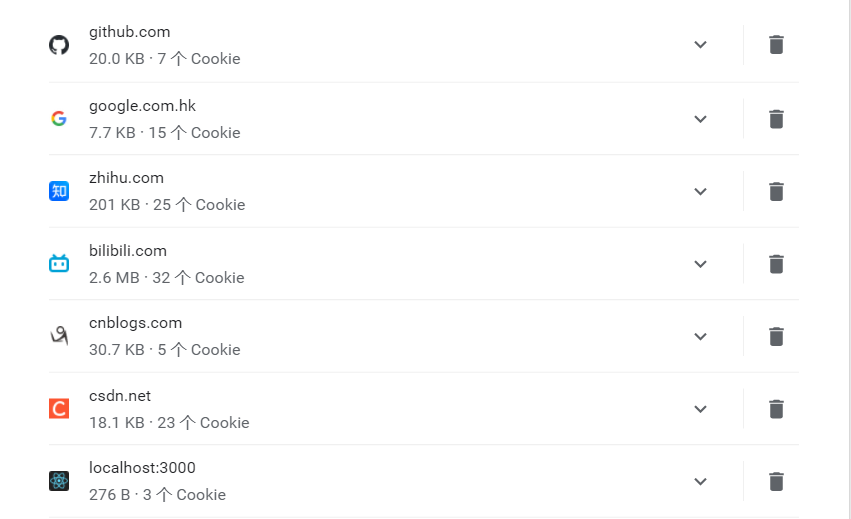 github.com
20.0 KB · 7 个 Cookie
google.com.hk
7.7 KB · 15 个 Cookie
知
zhihu.com
201 KB · 25 个 Cookie
bilibili.com
2.6 MB · 32 个 Cookie
cnblogs.com
30.7 KB · 5 个 Cookie
C
csdn.net
18.1 KB · 23 个 Cookie
localhost:3000
276 B · 3 个 Cookie